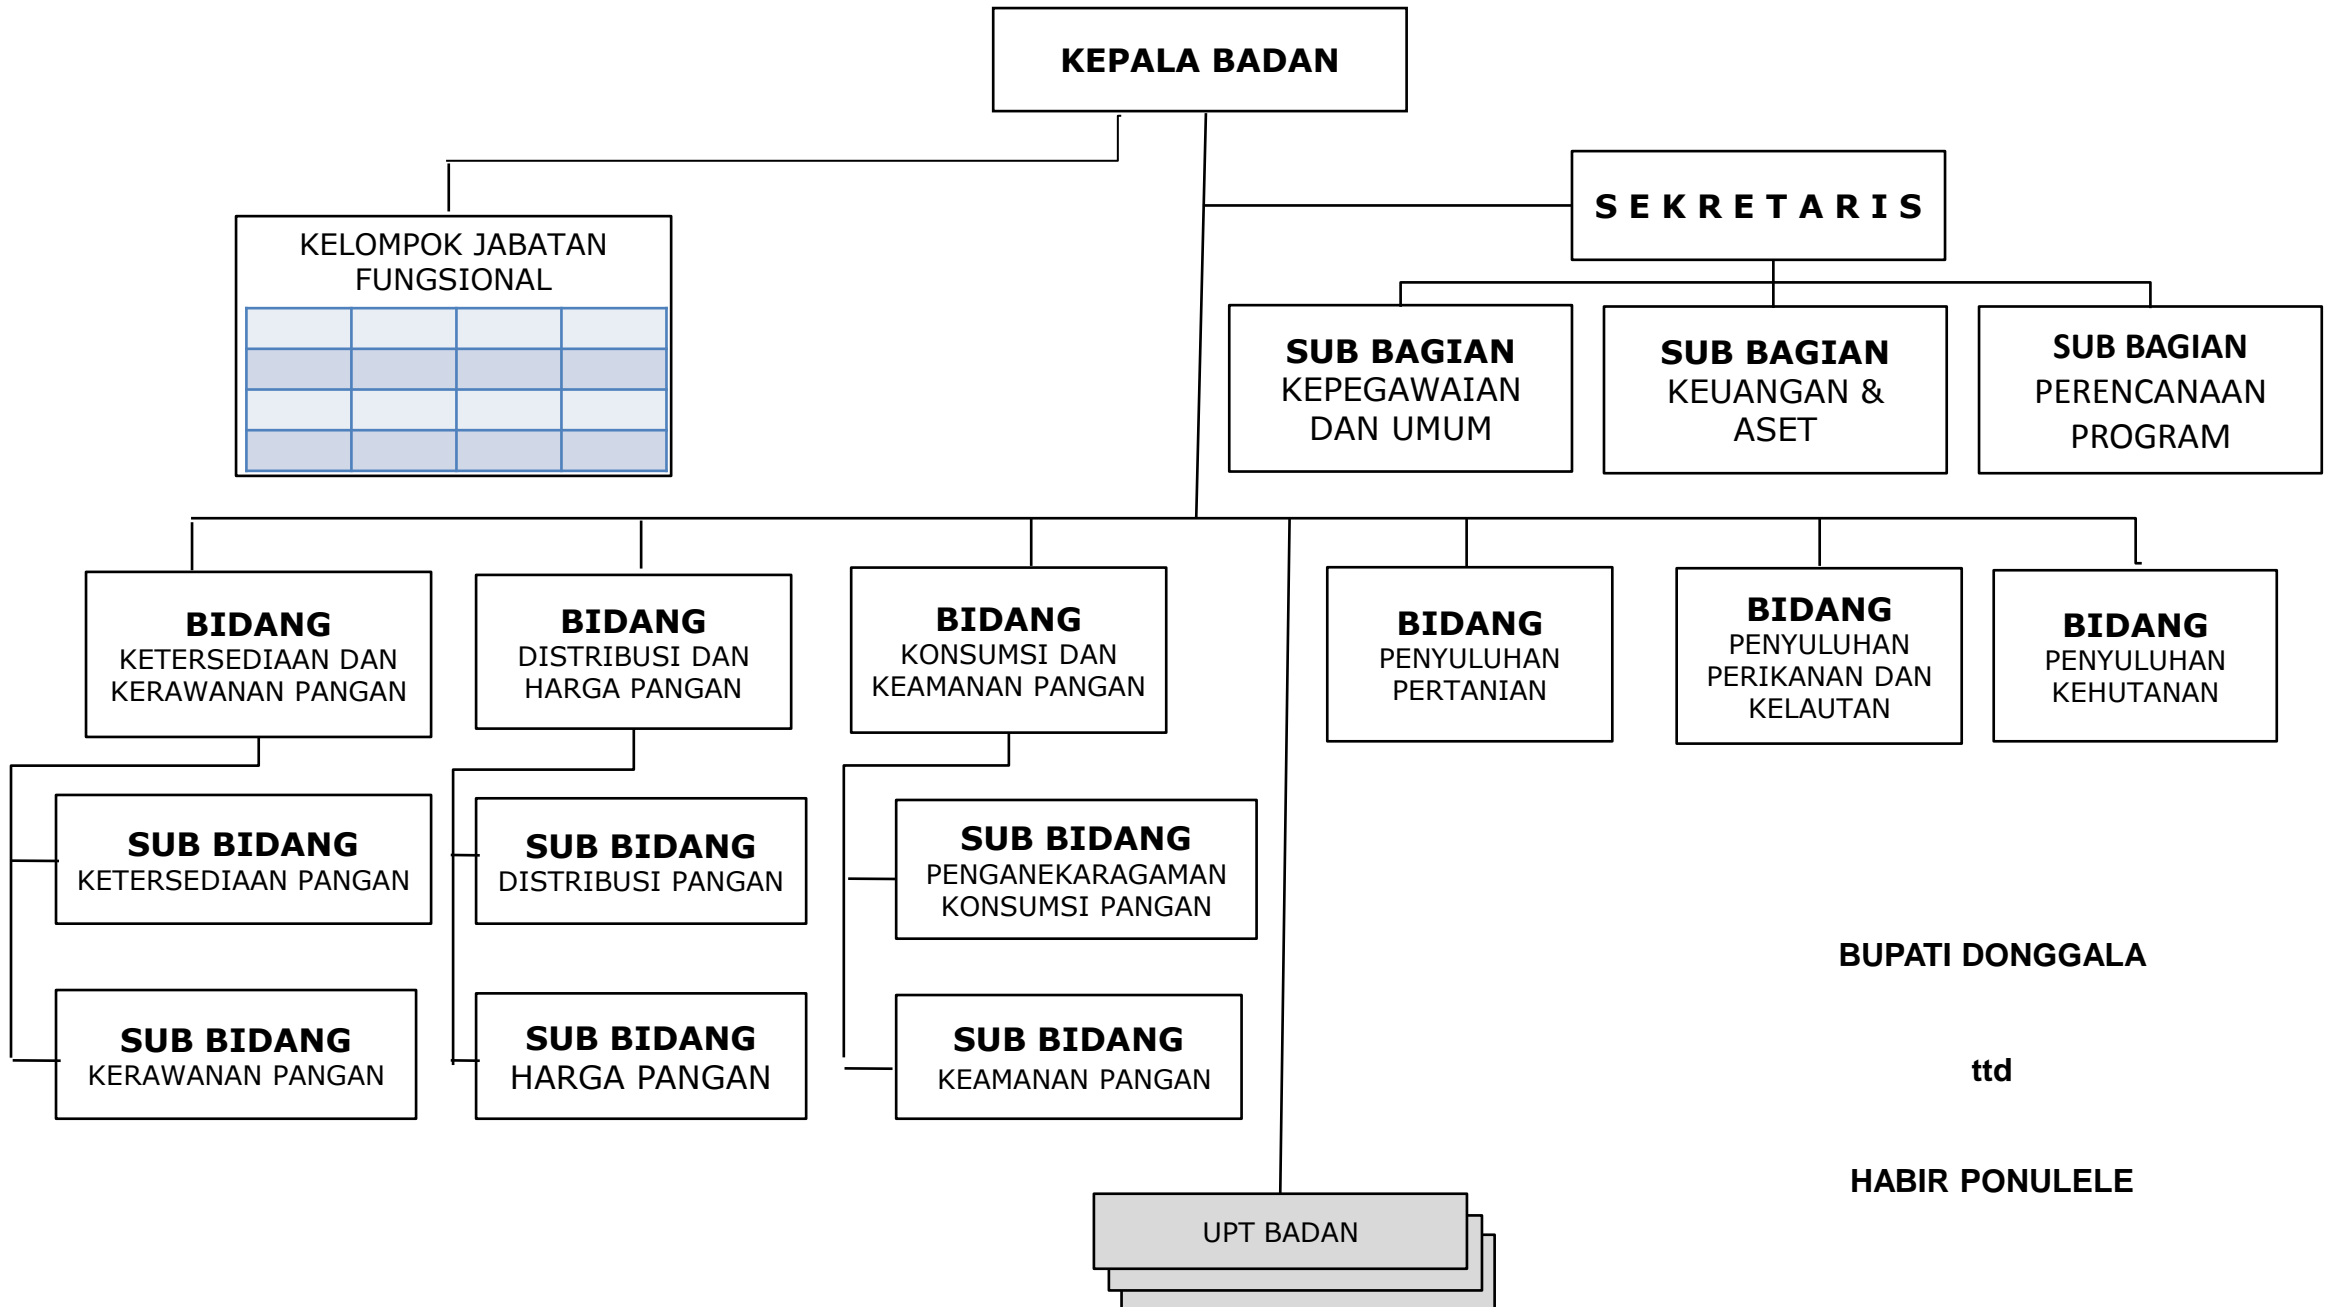 KEPALA BADAN
S E K R E T A R I S
KELOMPOK JABATAN
FUNGSIONAL
SUB BAGIAN
KEPEGAWAIAN
DAN UMUM
SUB BAGIAN
KEUANGAN &
ASET
SUB BAGIAN
PERENCANAAN
PROGRAM
BIDANG
KETERSEDIAAN DAN
KERAWANAN PANGAN
BIDANG
DISTRIBUSI DAN
HARGA PANGAN
BIDANG
KONSUMSI DAN
KEAMANAN PANGAN
BIDANG
PENYULUHAN
PERTANIAN
BIDANG
PENYULUHAN
PERIKANAN DAN
KELAUTAN
BIDANG
PENYULUHAN
KEHUTANAN
SUB BIDANG
KETERSEDIAAN PANGAN
SUB BIDANG
DISTRIBUSI PANGAN
SUB BIDANG
PENGANEKARAGAMAN
KONSUMSI PANGAN
SUB BIDANG
KERAWANAN PANGAN
SUB BIDANG
HARGA PANGAN
SUB BIDANG
KEAMANAN PANGAN
BUPATI DONGGALA
ttd
HABIR PONULELE
UPT BADAN